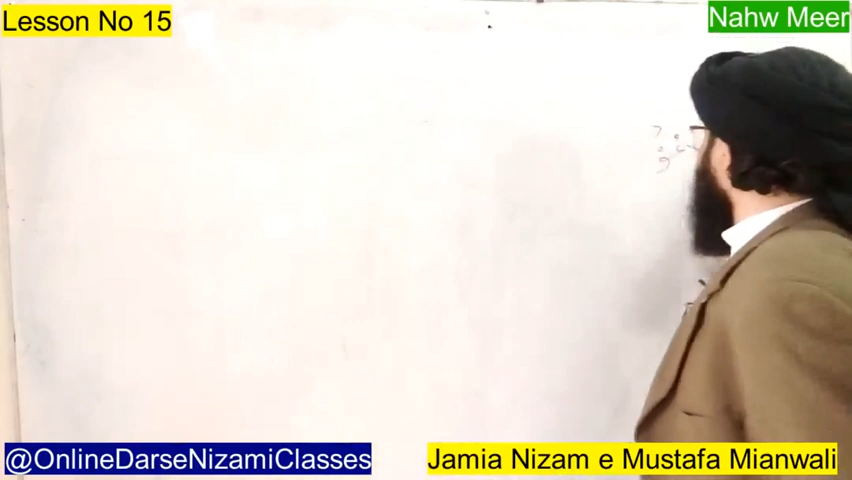 Lesson No 15
Nahw Meer
@OnlineDarseNizamiClasses
Jamia Nizam e Mustafa Mianwali